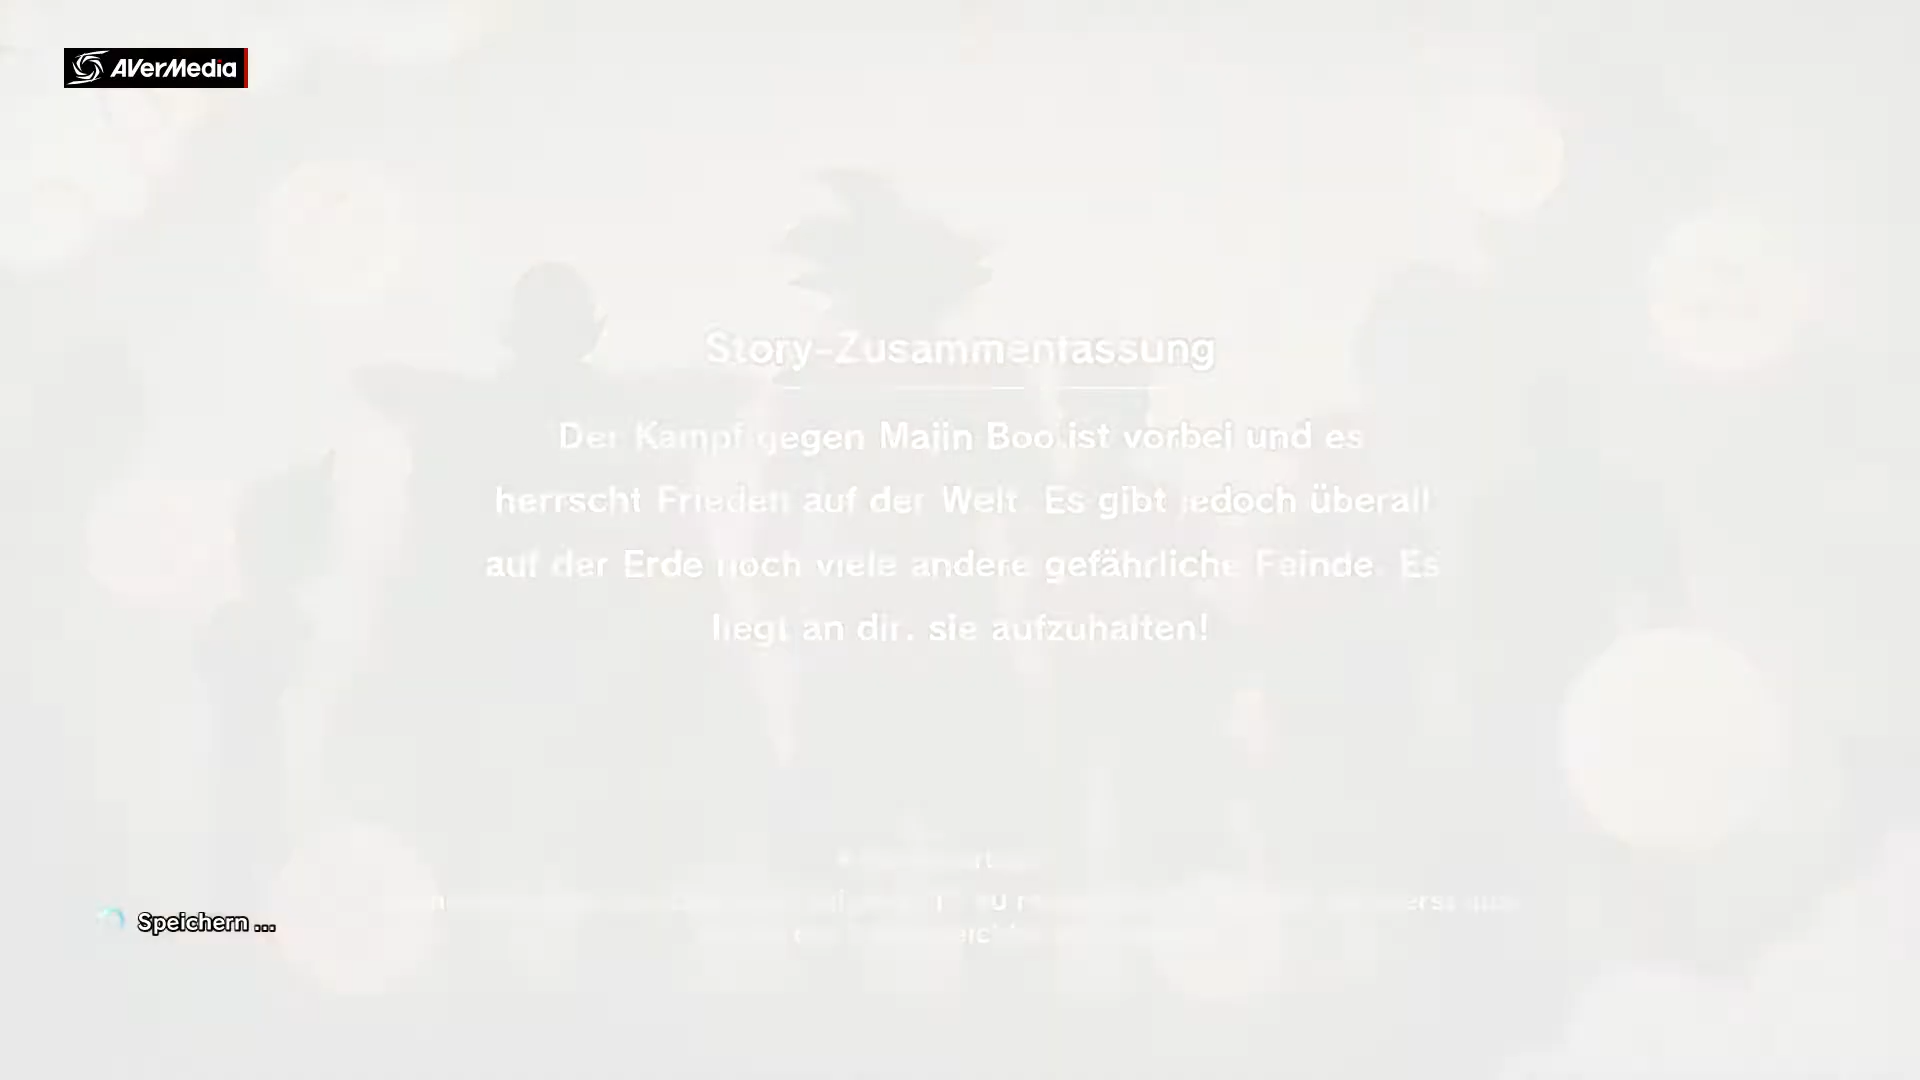 AVerMedia
Story-Zusammenfassung
Der Kampf gegen Majin Boo ist vorbei und es
herrscht Frieden auf der Welt. Es gibt jedoch überall
auf der Erde noch viele andere gefährliche Feinde. Es
liegt an dir, sie aufzuhalten!
Speichern ...